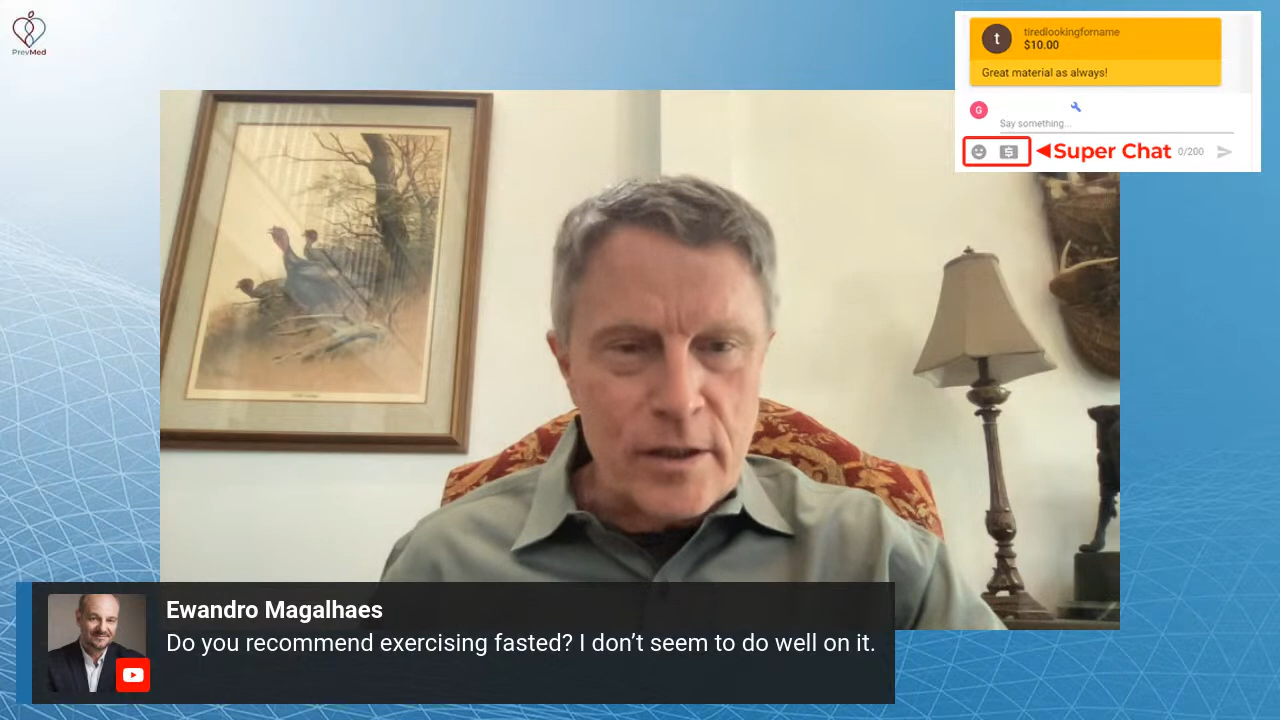 PrevMed
t
tiredlookingforname
$10.00
Great material as always!
G
Say something...
Super Chat 0/200
Ewandro Magalhaes
Do you recommend exercising fasted? I don’t seem to do well on it.